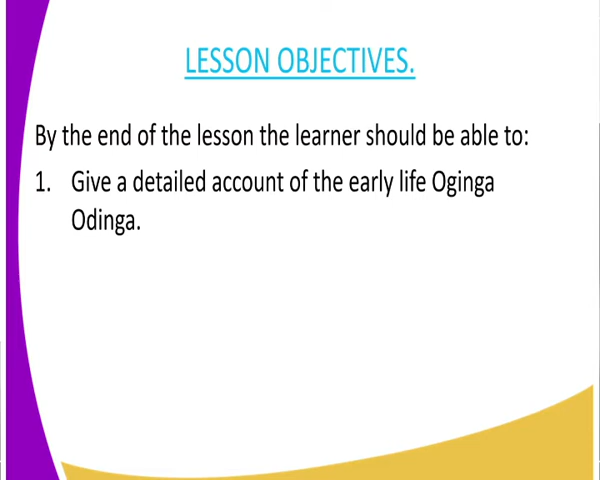 LESSON OBJECTIVES.
By the end of the lesson the learner should be able to:
1. Give a detailed account of the early life Oginga
Odinga.